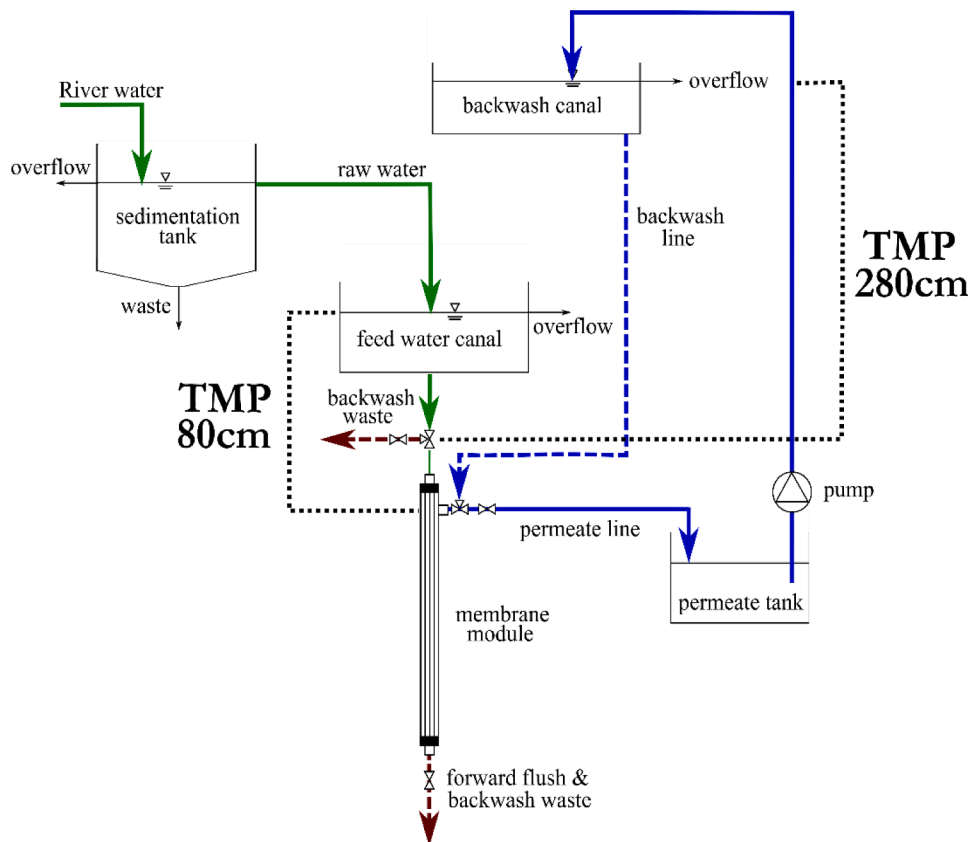 River water
overflow
sedimentation
tank
waste
raw water
feed water canal
overflow
backwash canal
overflow
backwash
line
TMP
280cm
TMP
80cm
backwash
waste
pump
permeate line
permeate tank
membrane
module
forward flush &
backwash waste